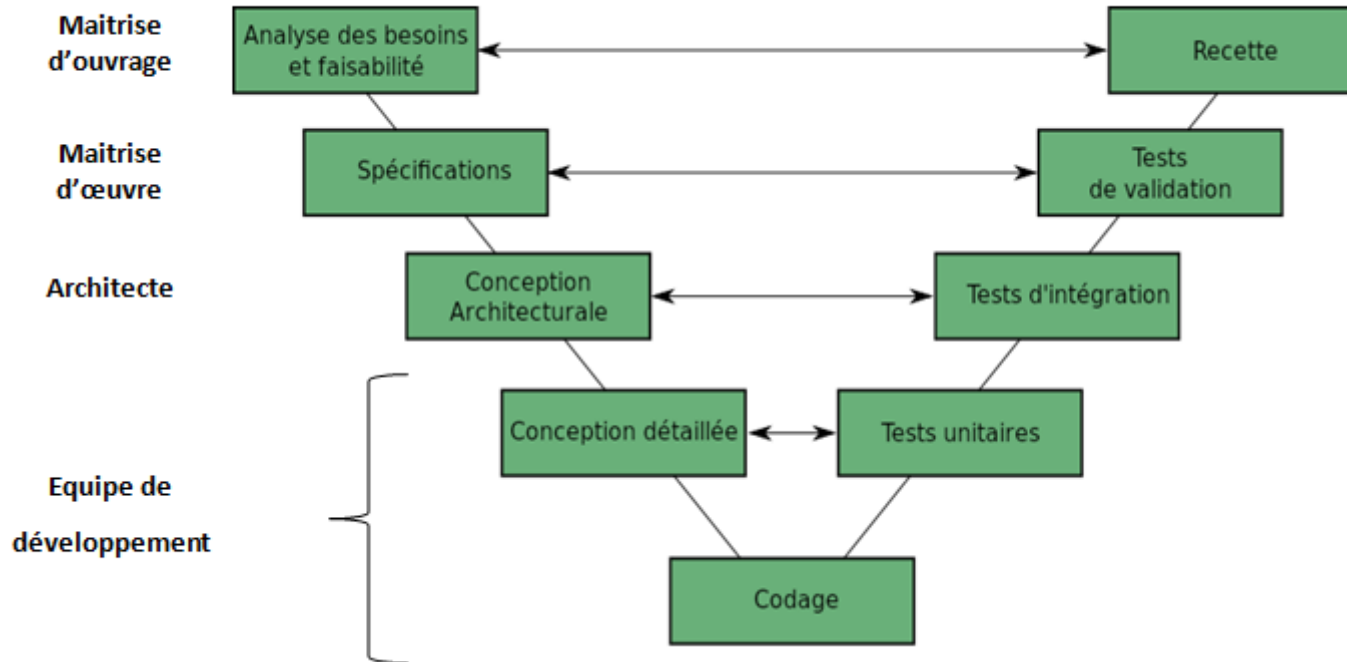 Maitrise
d'ouvrage
Analyse des besoins
et faisabilité
Recette
Maitrise
d'œuvre
Spécifications
Tests
de validation
Architecte
Conception
Architecturale
Tests d'intégration
Conception détaillée
Tests unitaires
Equipe de
développement
Codage